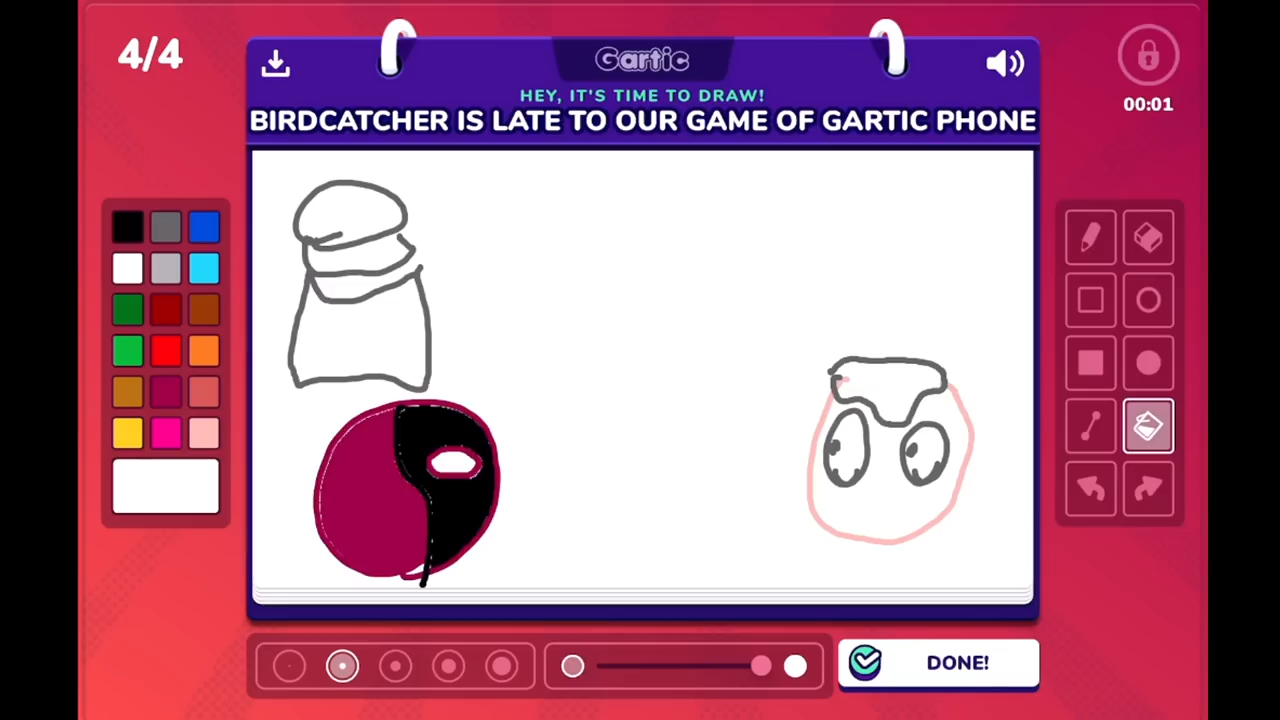 4/4
Gartic
HEY, IT'S TIME TO DRAW!
BIRDCATCHER IS LATE TO OUR GAME OF GARTIC PHONE
00:01
DONE!